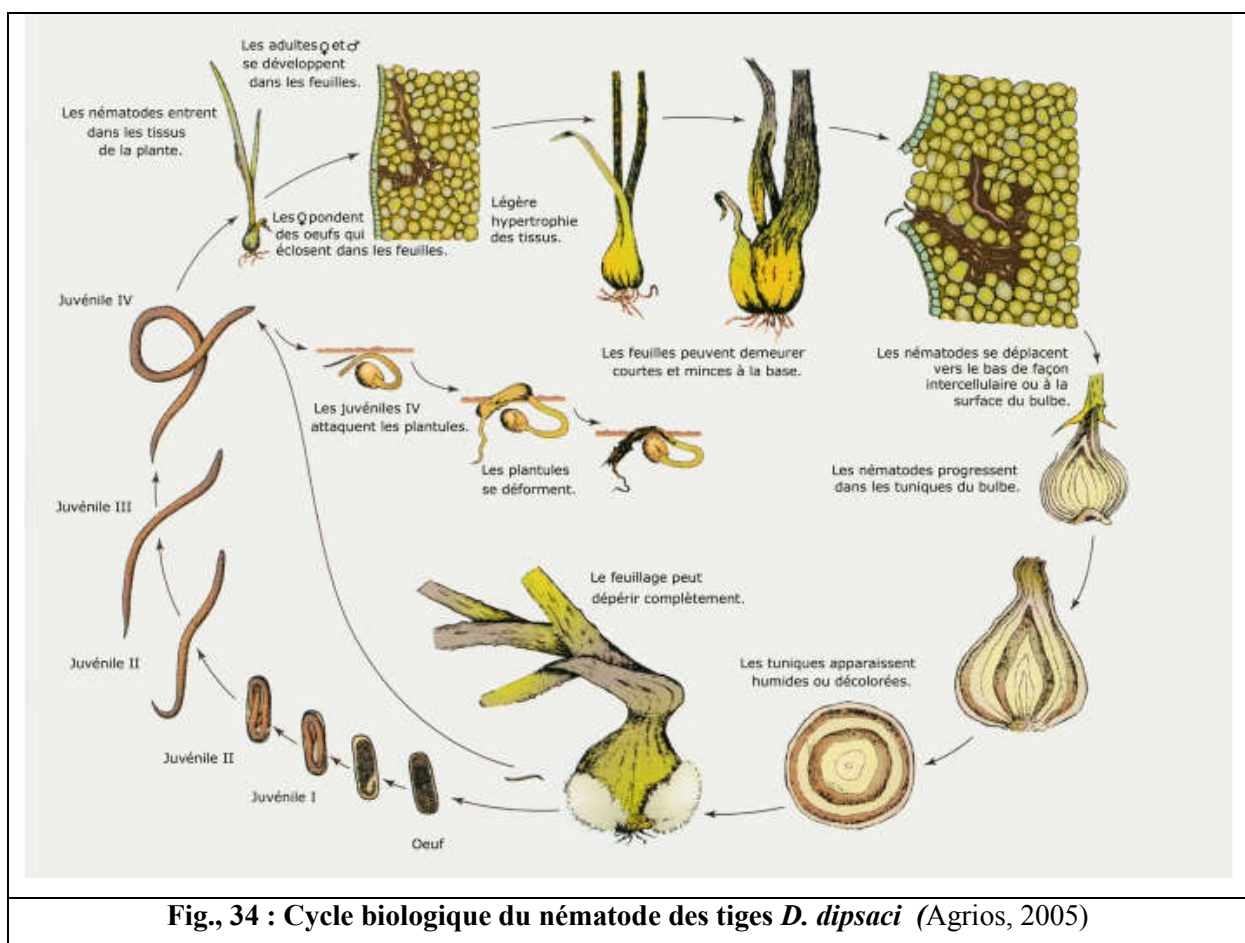 Les adultes ♀ et ♂
se développent
dans les feuilles.
Les nématodes entrent
dans les tissus
de la plante.
Les ♀ pondent
des oeufs qui
éclosent dans les feuilles.
Légère
hypertrophie
des tissus.
Juvénile IV
Les feuilles peuvent demeurer
courtes et minces à la base.
Les nématodes se déplacent
vers le bas de façon
intercellulaire ou à la
surface du bulbe.
Les juvéniles IV
attaquent les plantules.
Les plantules
se déforment.
Les nématodes progressent
dans les tuniques du bulbe.
Juvénile III
Le feuillage peut
dépérir complètement.
Juvénile II
Les tuniques apparaissent
humides ou décolorées.
Juvénile II
Juvénile I
Oeuf
Fig., 34 : Cycle biologique du nématode des tiges D. dipsaci (Agrios, 2005)